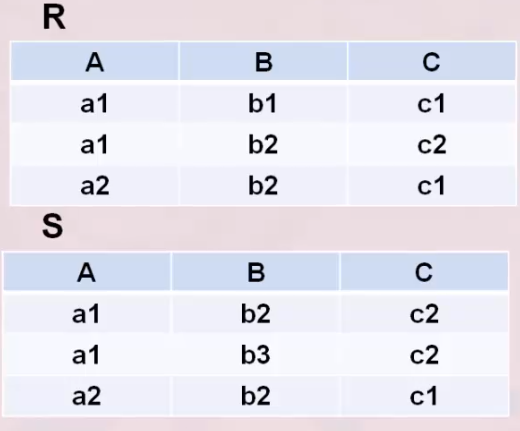 R
A B C
a1 b1 c1
a1 b2 c2
a2 b2 c1
S
A B C
a1 b2 c2
a1 b3 c2
a2 b2 c1